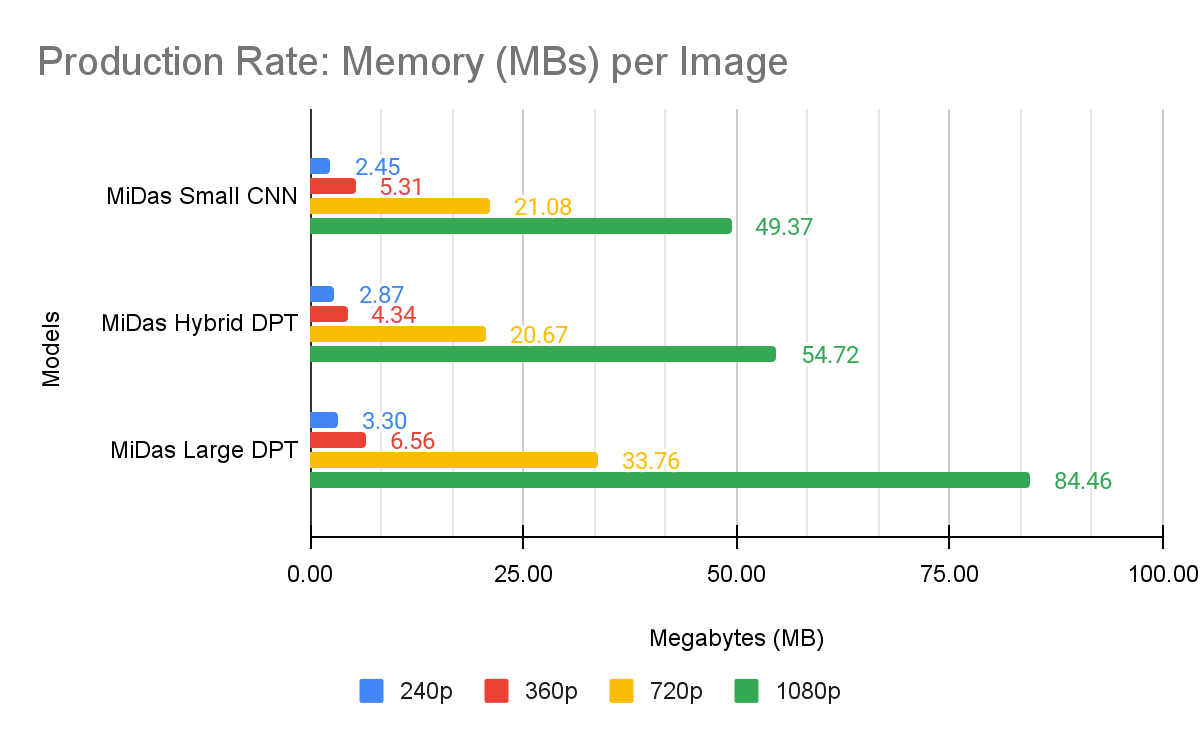 Production Rate: Memory (MBs) per Image
Models
MiDas Small CNN
2.45
5.31
21.08
49.37
MiDas Hybrid DPT
2.87
4.34
20.67
54.72
MiDas Large DPT
3.30
6.56
33.76
84.46
0.00 25.00 50.00 75.00 100.00
Megabytes (MB)
240p 360p 720p 1080p